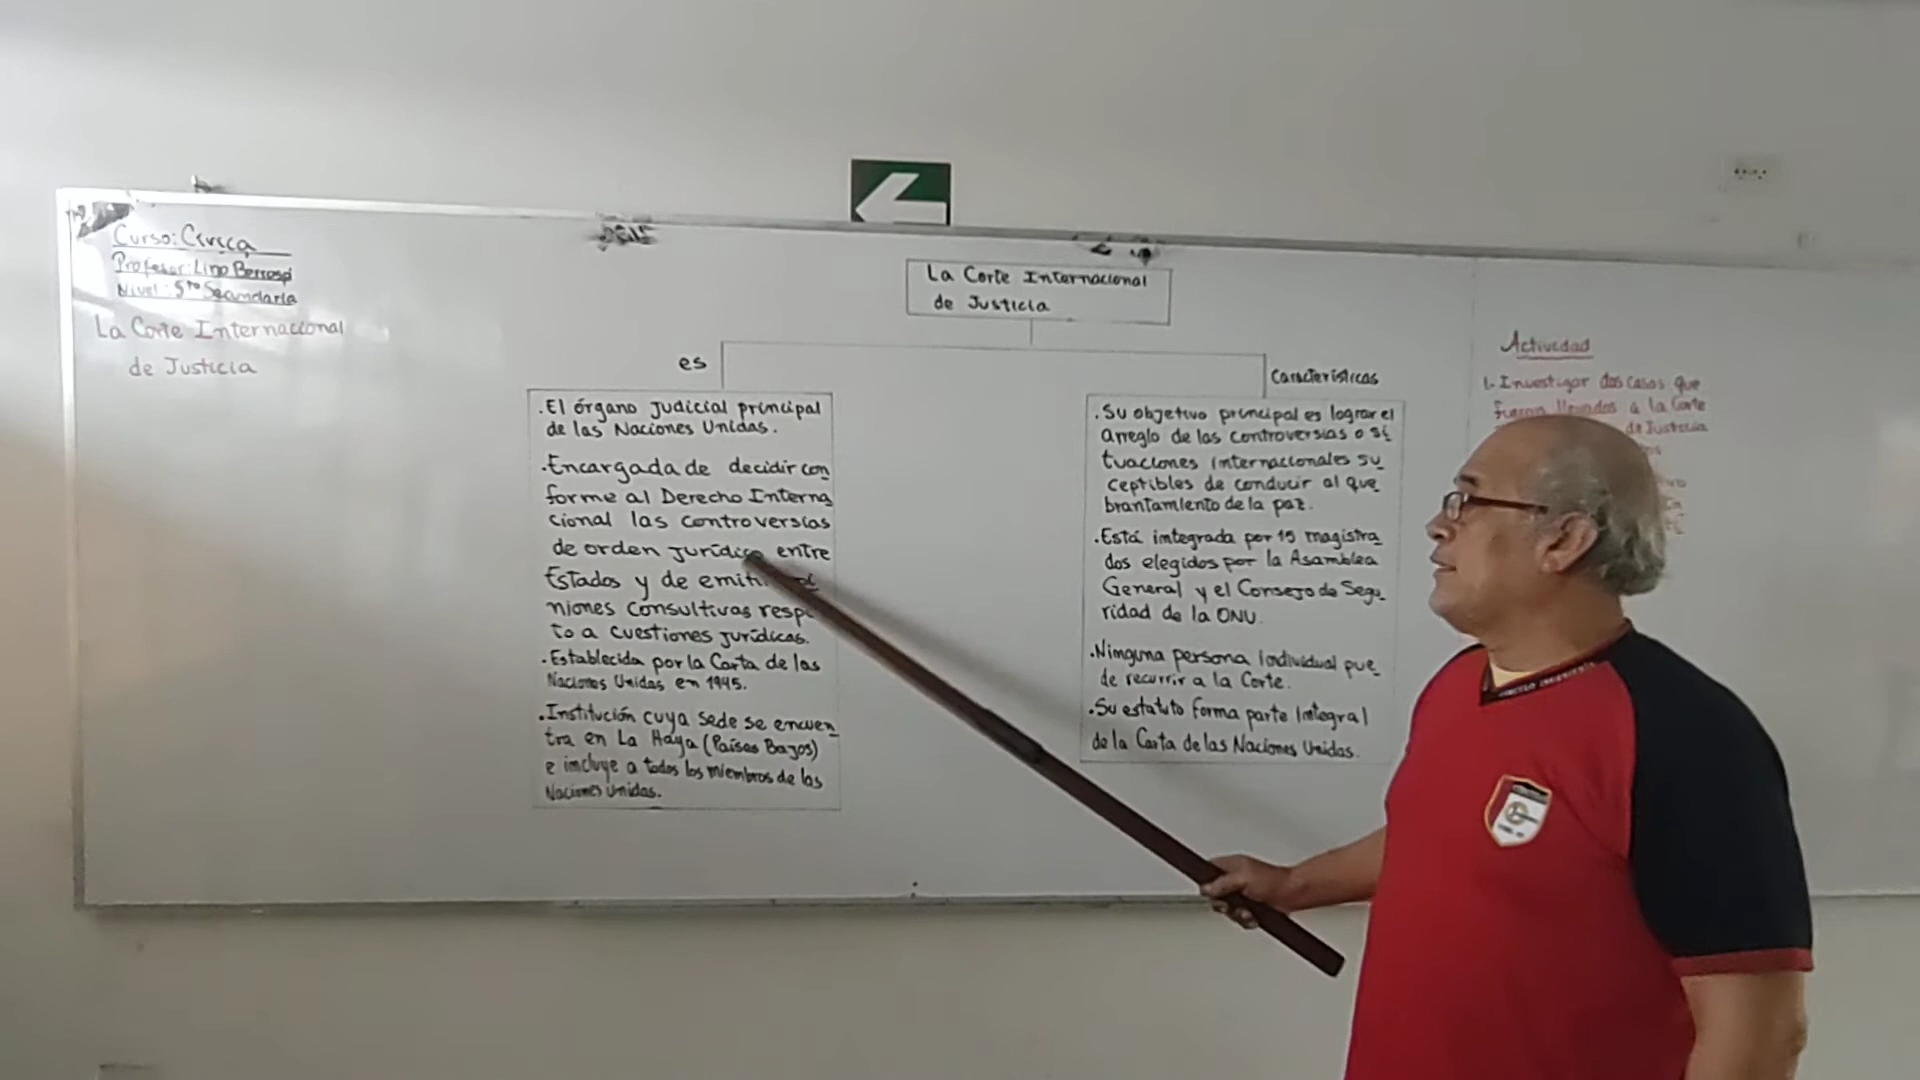 Curso: Cívica
Profesor: Lino Berrospi
Nivel: 5to Secundaria
La Corte Internacional
de Justicia
La Corte Internacional
de Justicia
es
.El órgano judicial principal
de las Naciones Unidas.
.Encargada de decidir con
forme al Derecho Interna
cional las controversias
de orden jurídico entre
Estados y de emitir
niones consultivas resp
to a cuestiones jurídicas.
.Establecida por la Carta de las
Naciones Unidas en 1945.
.Institución cuya sede se encuen
tra en La Haya (Países Bajos)
e incluye a todos los miembros de las
Naciones Unidas.
Características
.Su objetivo principal es lograr el
arreglo de las controversias o si
tuaciones internacionales su
ceptibles de conducir al que
brantamiento de la paz.
.Está integrada por 15 magistra
dos elegidos por la Asamblea
General y el Consejo de Segu
ridad de la ONU.
.Ninguna persona individual pue
de recurrir a la Corte.
.Su estatuto forma parte integral
de la Carta de las Naciones Unidas.
Actividad
1.-Investigar dos casos que
fueron llevados a la Corte
de Justicia